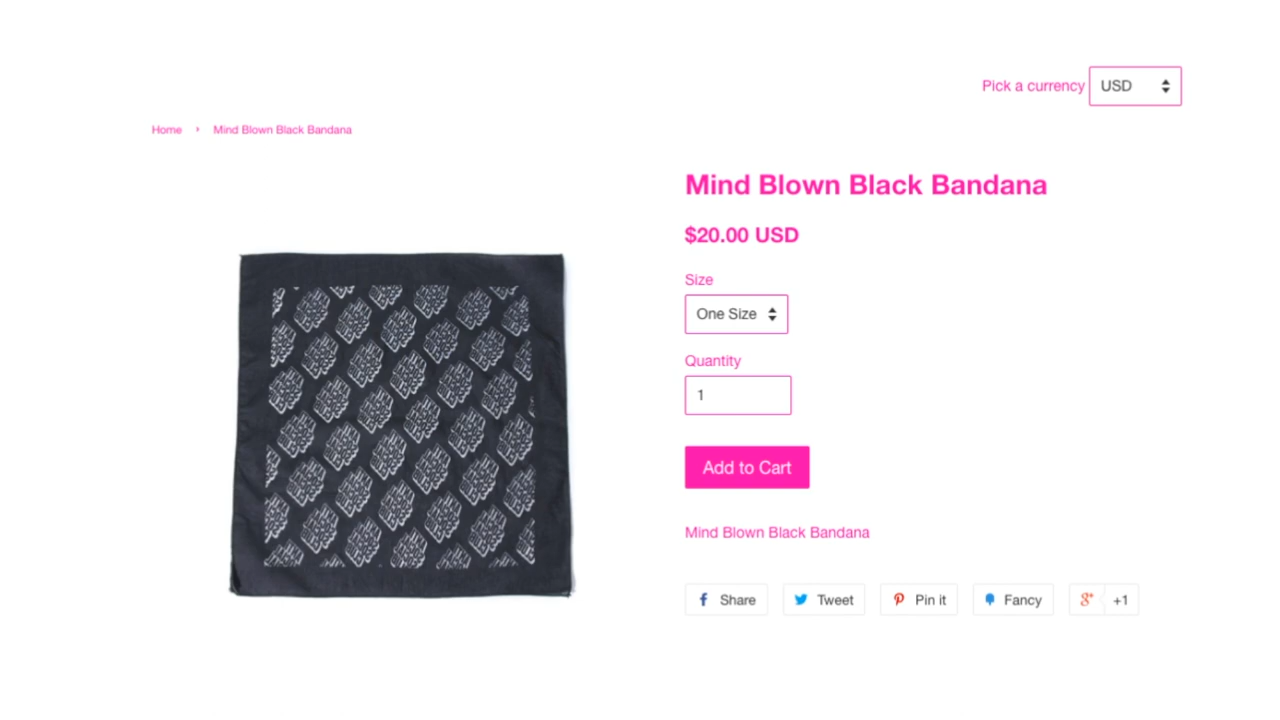 Pick a currency USD
Home › Mind Blown Black Bandana
Mind Blown Black Bandana
$20.00 USD
Size
One Size
Quantity
1
Add to Cart
Mind Blown Black Bandana
Share Tweet Pin it Fancy +1